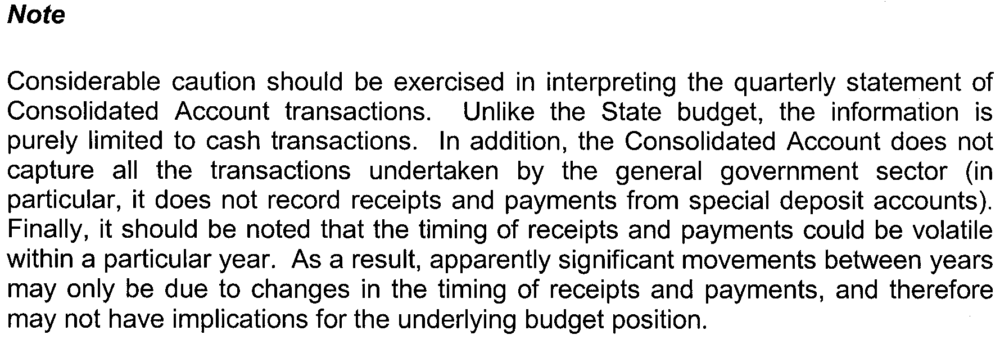 Note
Considerable caution should be exercised in interpreting the quarterly statement of
Consolidated Account transactions. Unlike the State budget, the information is
purely limited to cash transactions. In addition, the Consolidated Account does not
capture all the transactions undertaken by the general government sector (in
particular, it does not record receipts and payments from special deposit accounts).
Finally, it should be noted that the timing of receipts and payments could be volatile
within a particular year. As a result, apparently significant movements between years
may only be due to changes in the timing of receipts and payments, and therefore
may not have implications for the underlying budget position.